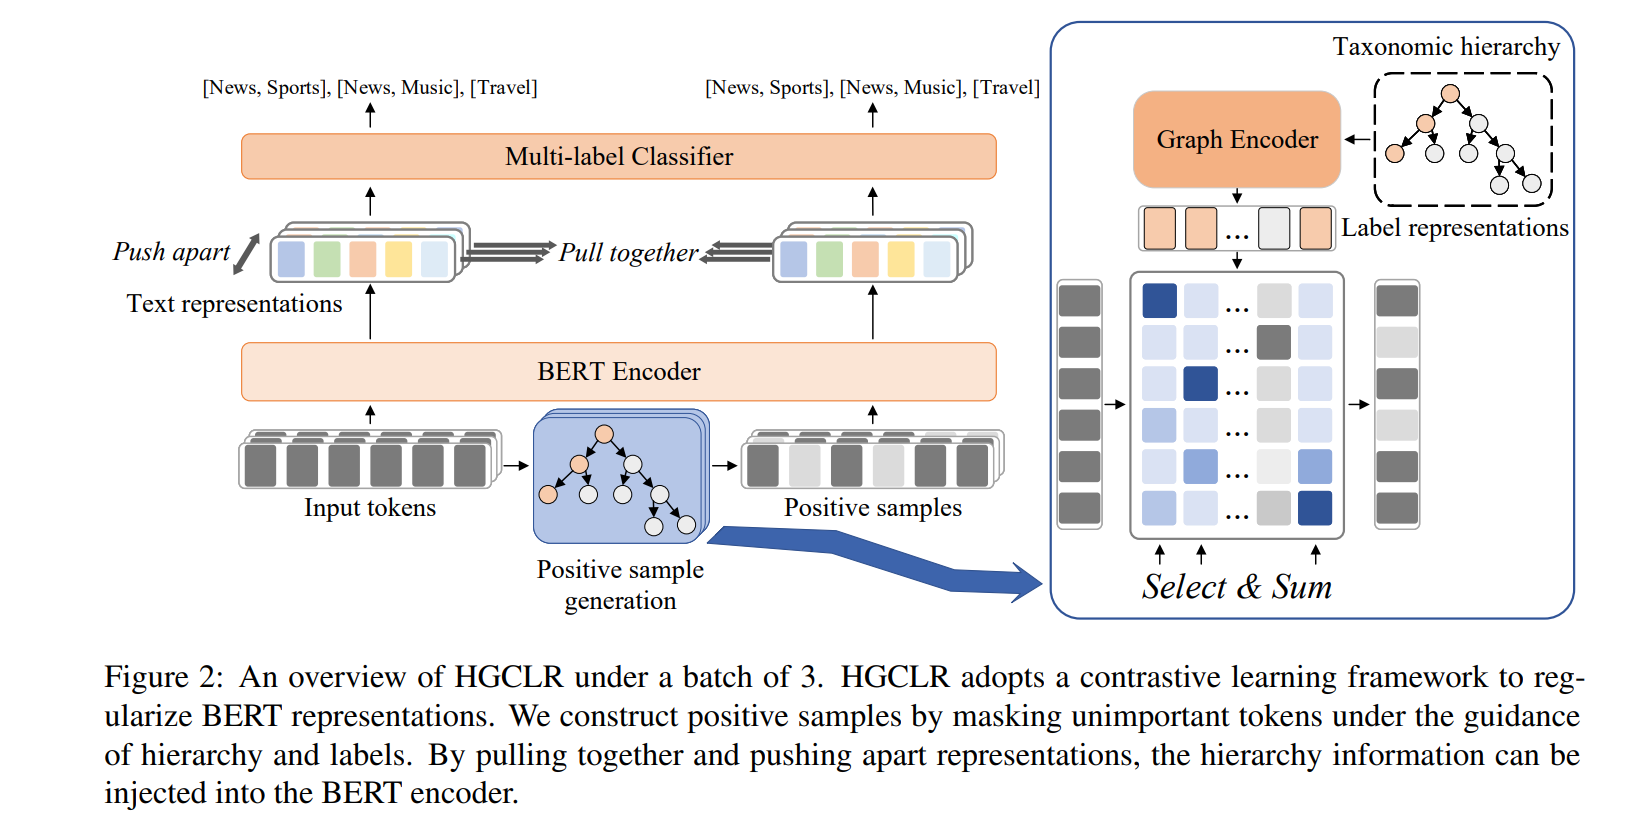 [News, Sports], [News, Music], [Travel]
[News, Sports], [News, Music], [Travel]
Multi-label Classifier
Push apart
Pull together
Text representations
BERT Encoder
Input tokens
Positive samples
Positive sample
generation
Taxonomic hierarchy
Graph Encoder
Label representations
...
...
...
...
...
...
...
Select & Sum
Figure 2: An overview of HGCLR under a batch of 3. HGCLR adopts a contrastive learning framework to reg-
ularize BERT representations. We construct positive samples by masking unimportant tokens under the guidance
of hierarchy and labels. By pulling together and pushing apart representations, the hierarchy information can be
injected into the BERT encoder.